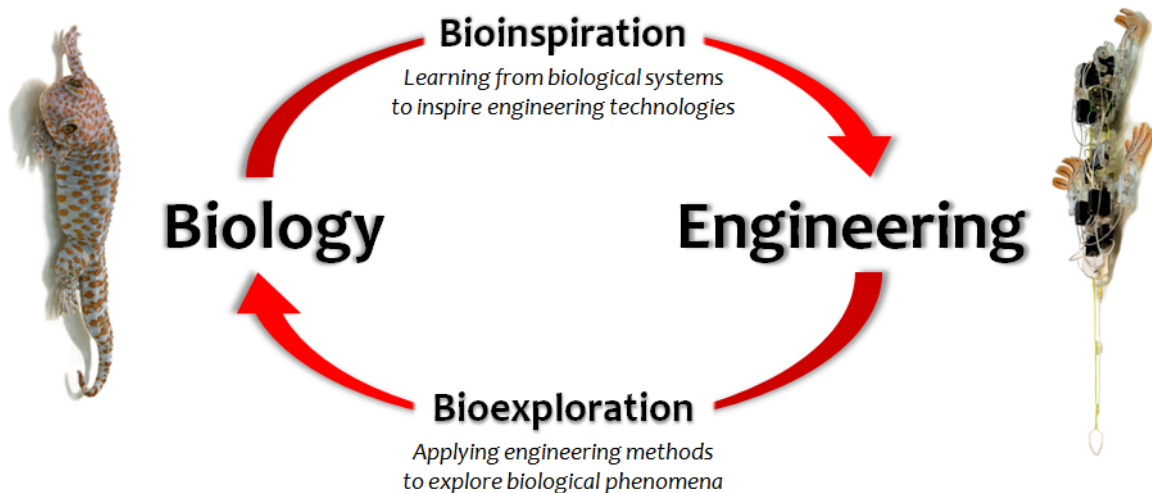 Bioinspiration
Learning from biological systems
to inspire engineering technologies
Biology
Engineering
Bioexploration
Applying engineering methods
to explore biological phenomena